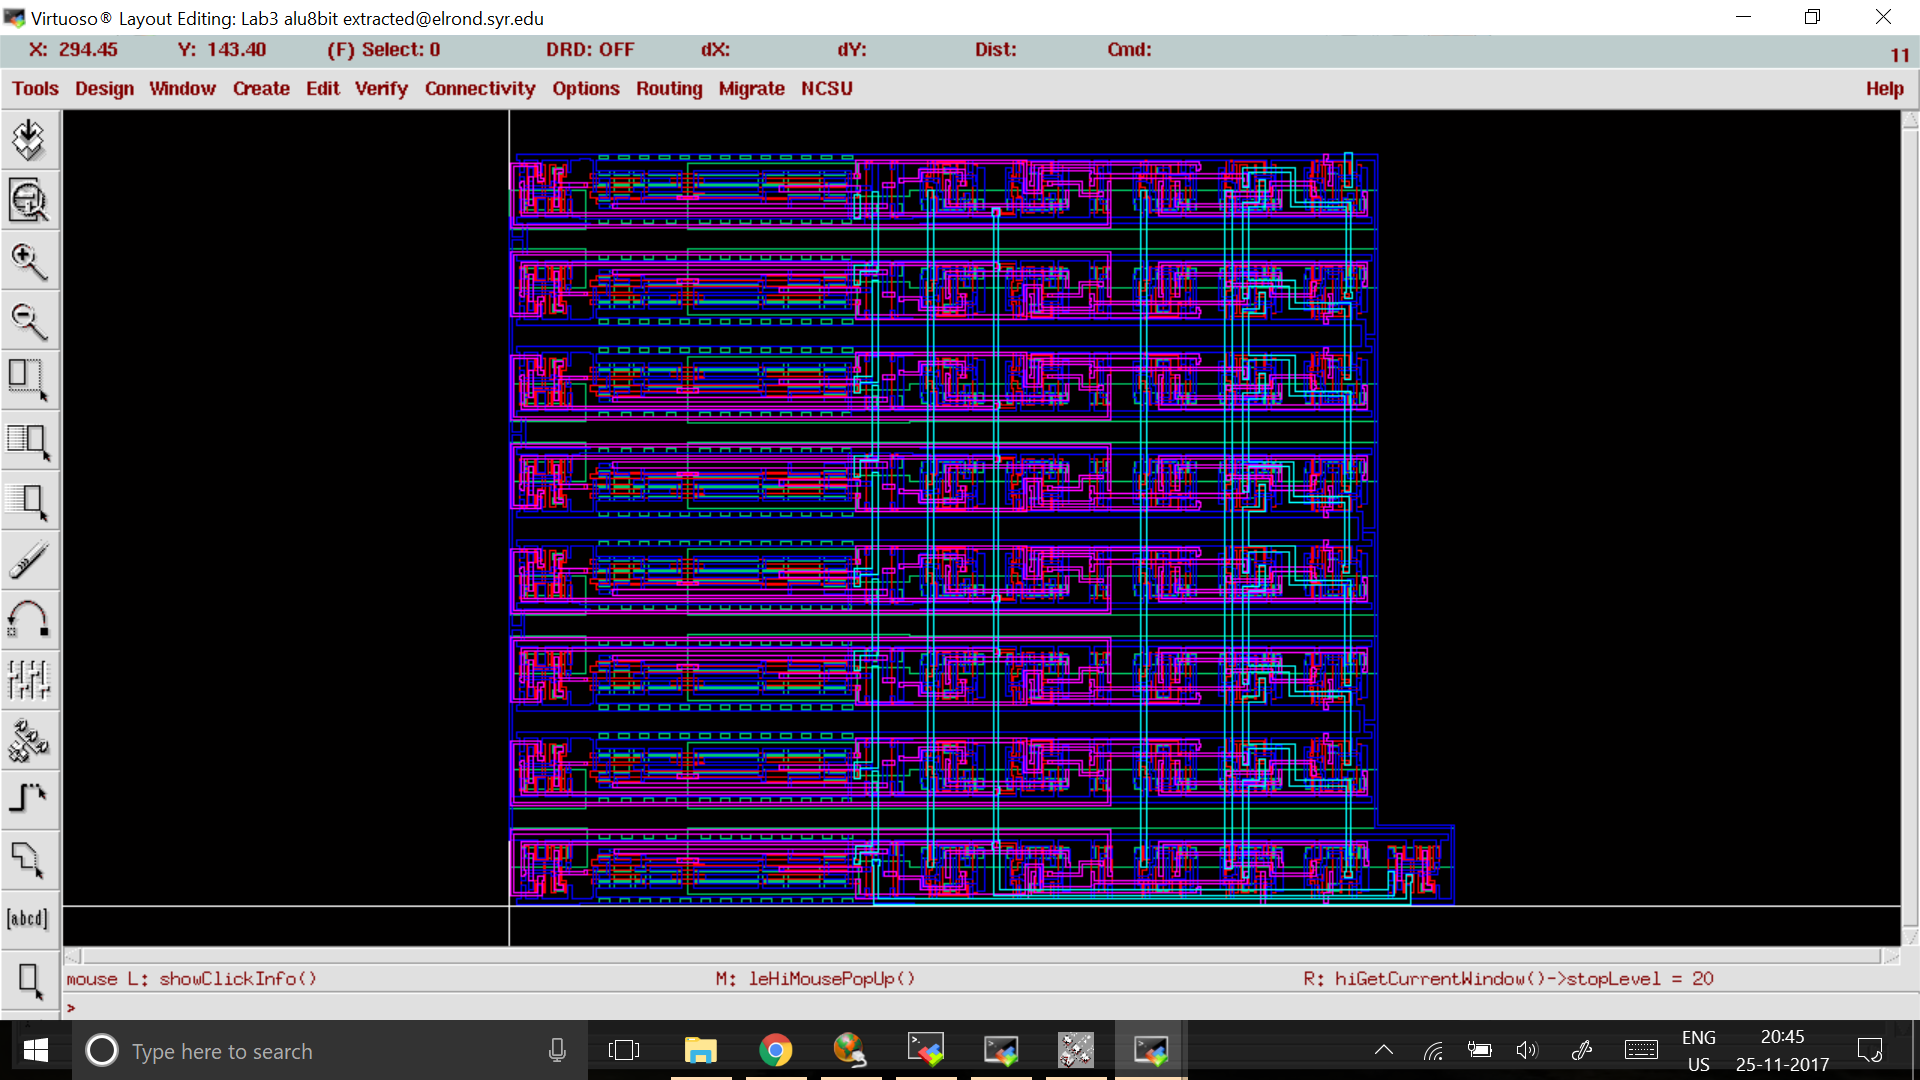 Virtuoso® Layout Editing: Lab3 alu8bit extracted@elrond.syr.edu
X: 294.45 Y: 143.40 (F) Select: 0 DRD: OFF dX: dY: Dist: Cmd: 11
Tools Design Window Create Edit Verify Connectivity Options Routing Migrate NCSU Help
[abcd]
mouse L: showClickInfo() M: leHiMousePopUp() R: hiGetCurrentWindow()->stopLevel = 20
>
Type here to search
ENG 20:45
US 25-11-2017